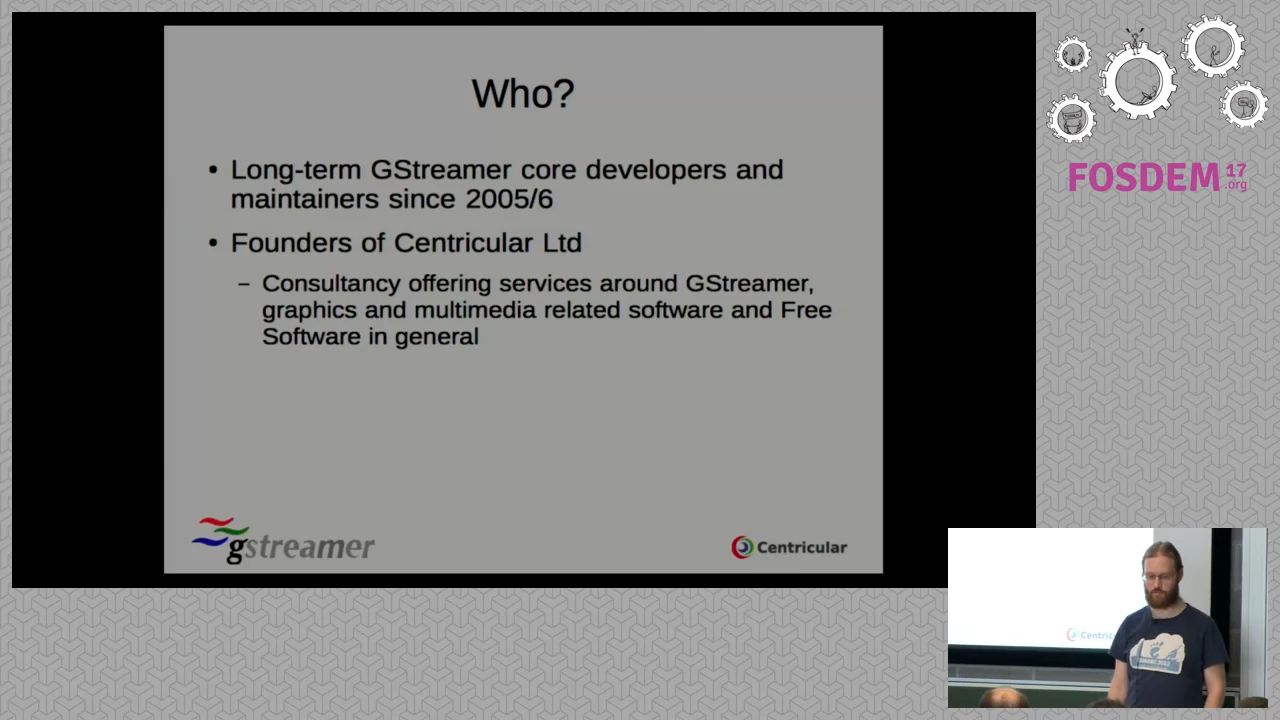 Who?
• Long-term GStreamer core developers and
maintainers since 2005/6
• Founders of Centricular Ltd
– Consultancy offering services around GStreamer,
graphics and multimedia related software and Free
Software in general
gstreamer
Centricular
FOSDEM 17
.org
Centric